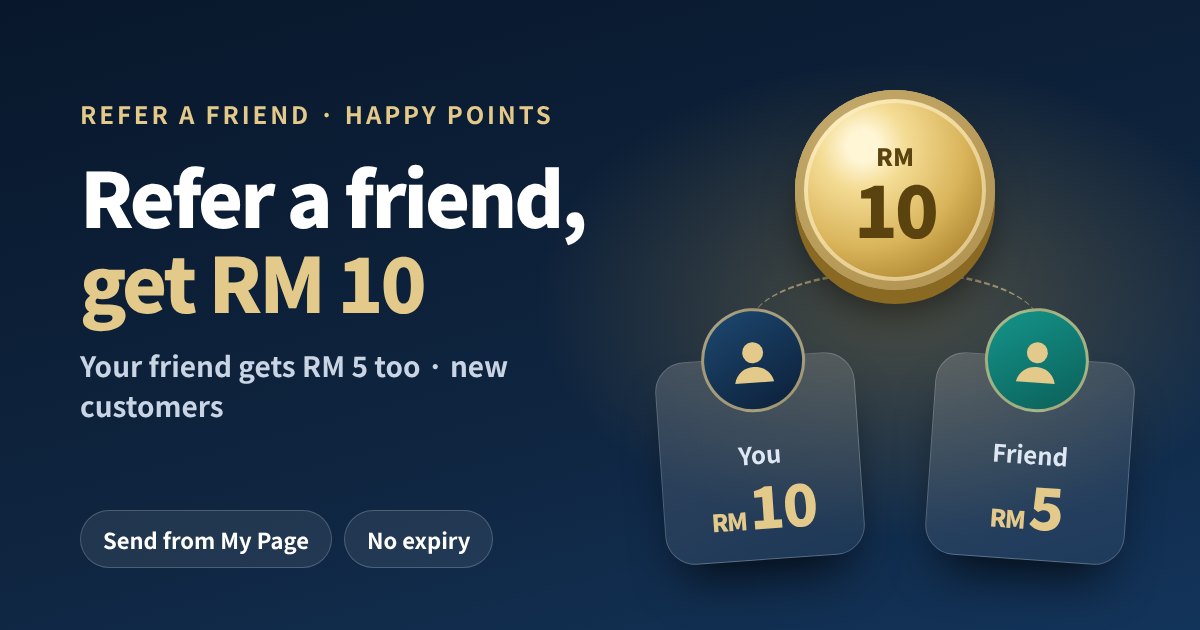 REFER A FRIEND · HAPPY POINTS
Refer a friend,
get RM 10
Your friend gets RM 5 too · new
customers
Send from My Page
No expiry
RM
10
You
RM 10
Friend
RM 5